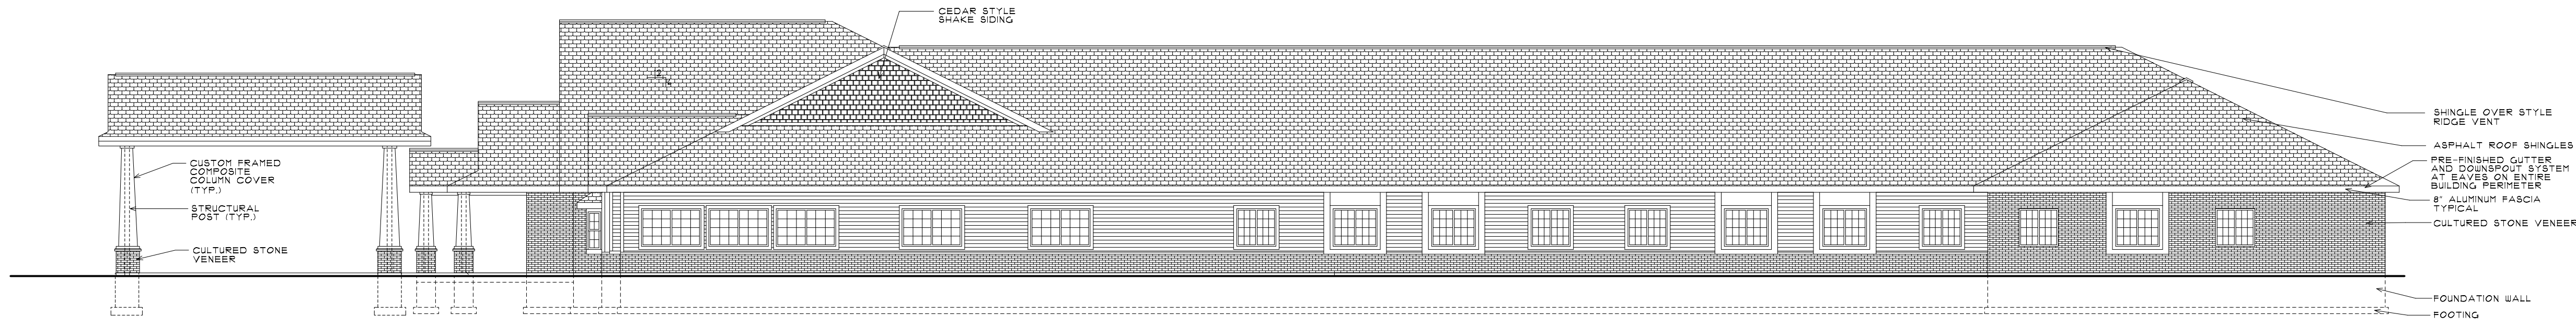 CEDAR STYLE
SHAKE SIDING
12
CUSTOM FRAMED
COMPOSITE
COLUMN COVER
(TYP.)
STRUCTURAL
POST (TYP.)
CULTURED STONE
VENEER
SHINGLE OVER STYLE
RIDGE VENT
ASPHALT ROOF SHINGLES
PRE-FINISHED GUTTER
AND DOWNSPOUT SYSTEM
AT EAVES ON ENTIRE
BUILDING PERIMETER
8" ALUMINUM FASCIA
TYPICAL
CULTURED STONE VENEER
FOUNDATION WALL
FOOTING